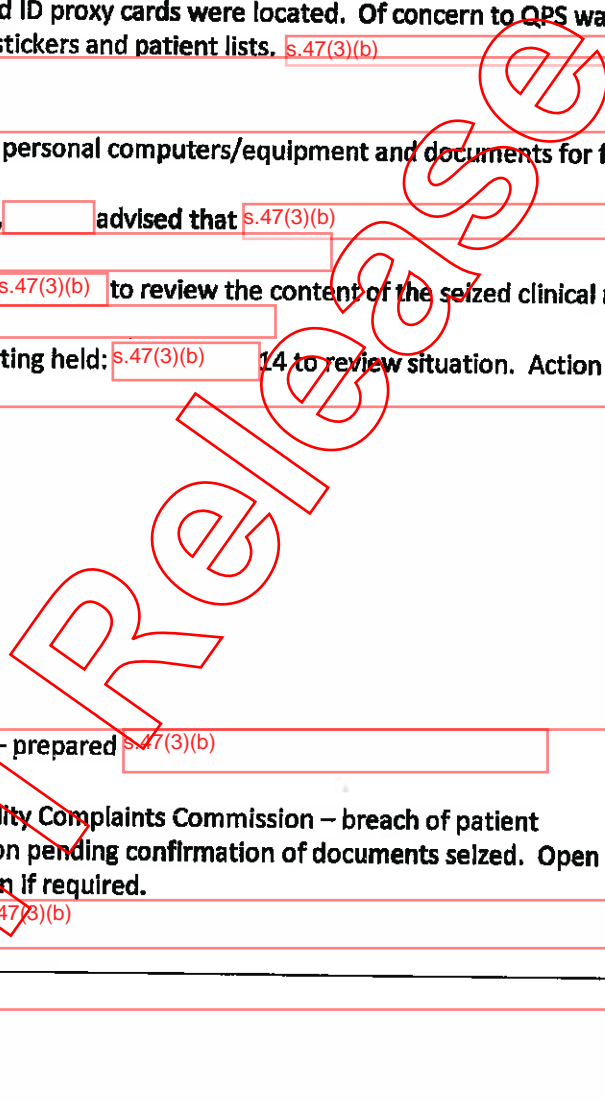 d ID proxy cards were located. Of concern to QPS wa
stickers and patient lists. s.47(3)(b)
personal computers/equipment and documents for f
advised that s.47(3)(b)
s.47(3)(b) to review the content of the seized clinical
ting held: s.47(3)(b) 14 to review situation. Action
Release
- prepared s.47(3)(b)
lity Complaints Commission – breach of patient
on pending confirmation of documents seized. Open
n if required.
47(3)(b)